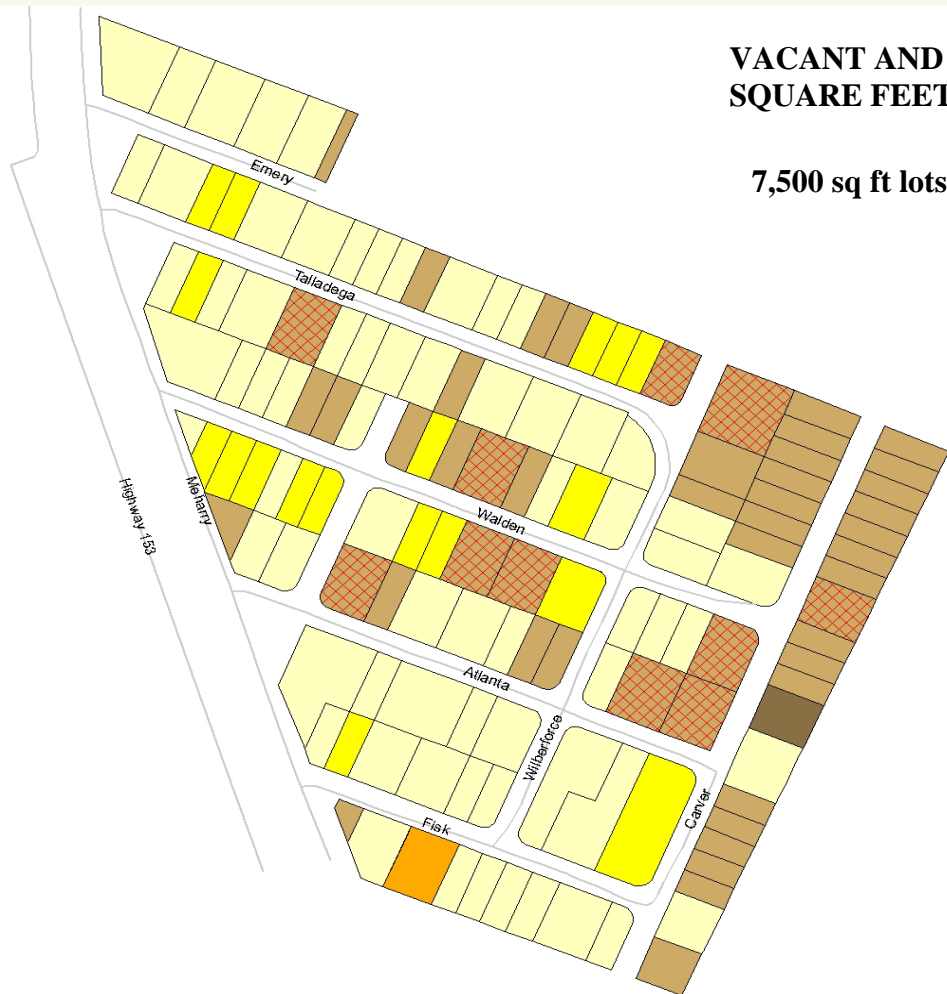 VACANT AND
SQUARE FEET
7,500 sq ft lots
Emery
Talladega
Highway 153
Meharry
Walden
Atlanta
Wilberforce
Carver
Fisk